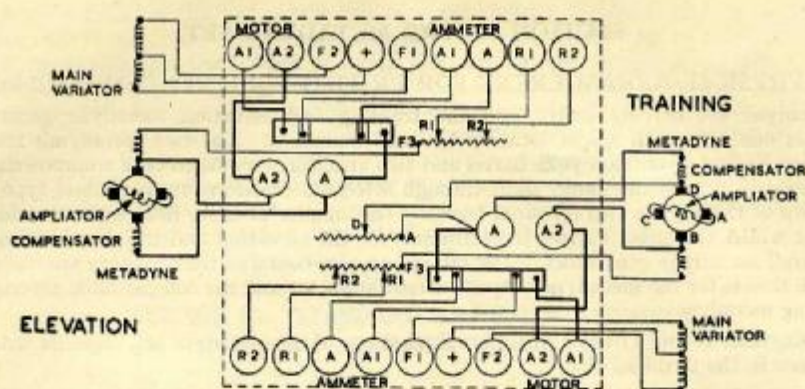 MOTOR AMMETER
A1 A2 F2 + F1 A1 A R1 R2
MAIN
VARIATOR
R1 R2
F3
A2 A
AMPLIATOR
COMPENSATOR
METADYNE
ELEVATION
TRAINING
METADYNE
COMPENSATOR
D
AMPLIATOR
A
B
A A2
D A
F3
R2 R1
MAIN
VARIATOR
R2 R1 A A1 F1 + F2 A2 A1
AMMETER MOTOR